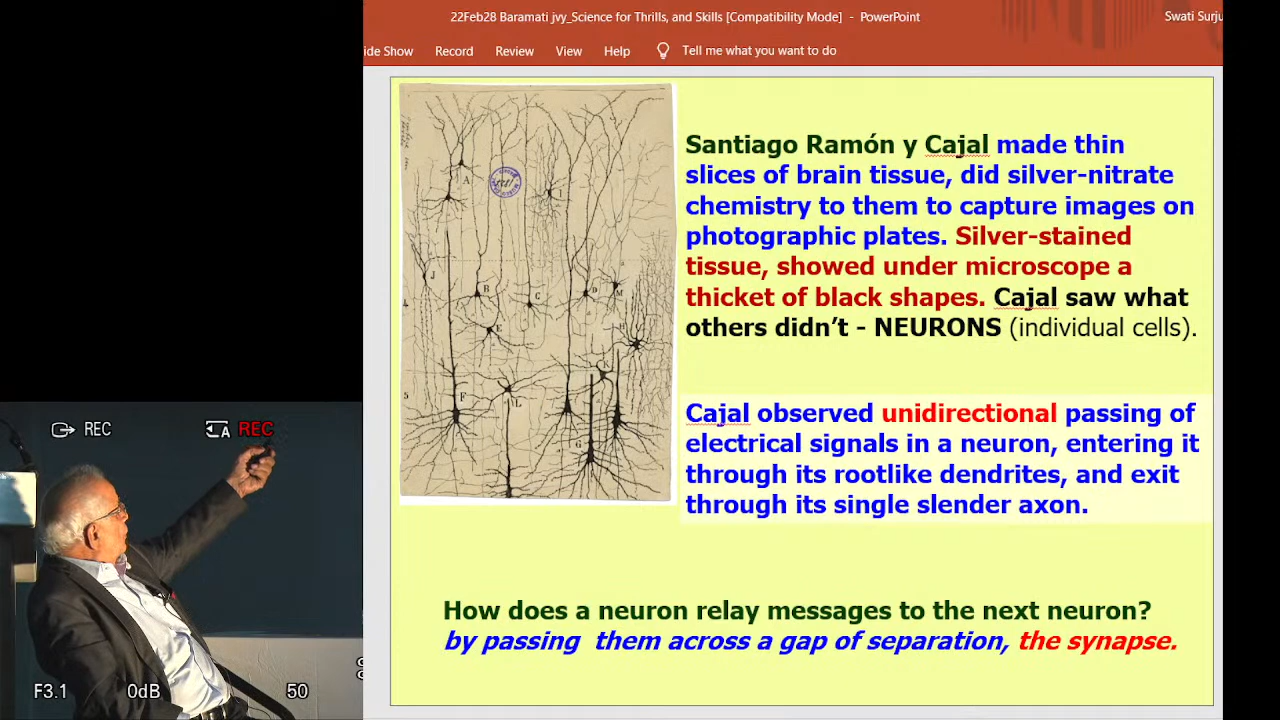 22Feb28 Baramati jvy_Science for Thrills, and Skills [Compatibility Mode] - PowerPoint
Swati Surju
ide Show Record Review View Help Tell me what you want to do
Santiago Ramón y Cajal made thin
slices of brain tissue, did silver-nitrate
chemistry to them to capture images on
photographic plates. Silver-stained
tissue, showed under microscope a
thicket of black shapes. Cajal saw what
others didn't - NEURONS (individual cells).
Cajal observed unidirectional passing of
electrical signals in a neuron, entering it
through its rootlike dendrites, and exit
through its single slender axon.
How does a neuron relay messages to the next neuron?
by passing them across a gap of separation, the synapse.
A
I
J
B
C
D
M
E
H
K
F
L
G
5
REC
A REC
F3.1 0dB 50